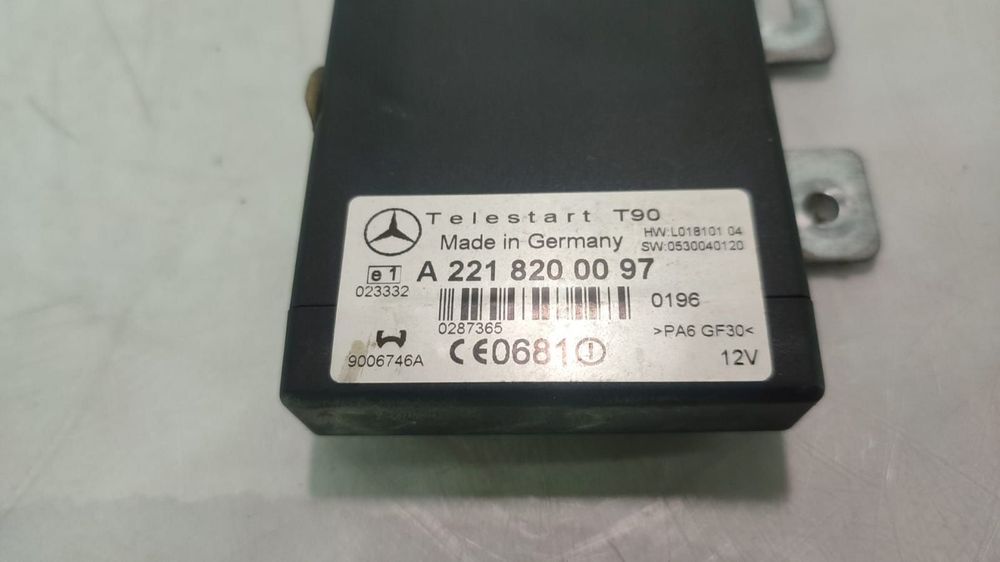 Telestart T90
HW:L018101 04
Made in Germany
SW:0530040120
e1
A 221 820 00 97
023332
0196
0287365
>PA6 GF30<
9006746A
CE0681
12V